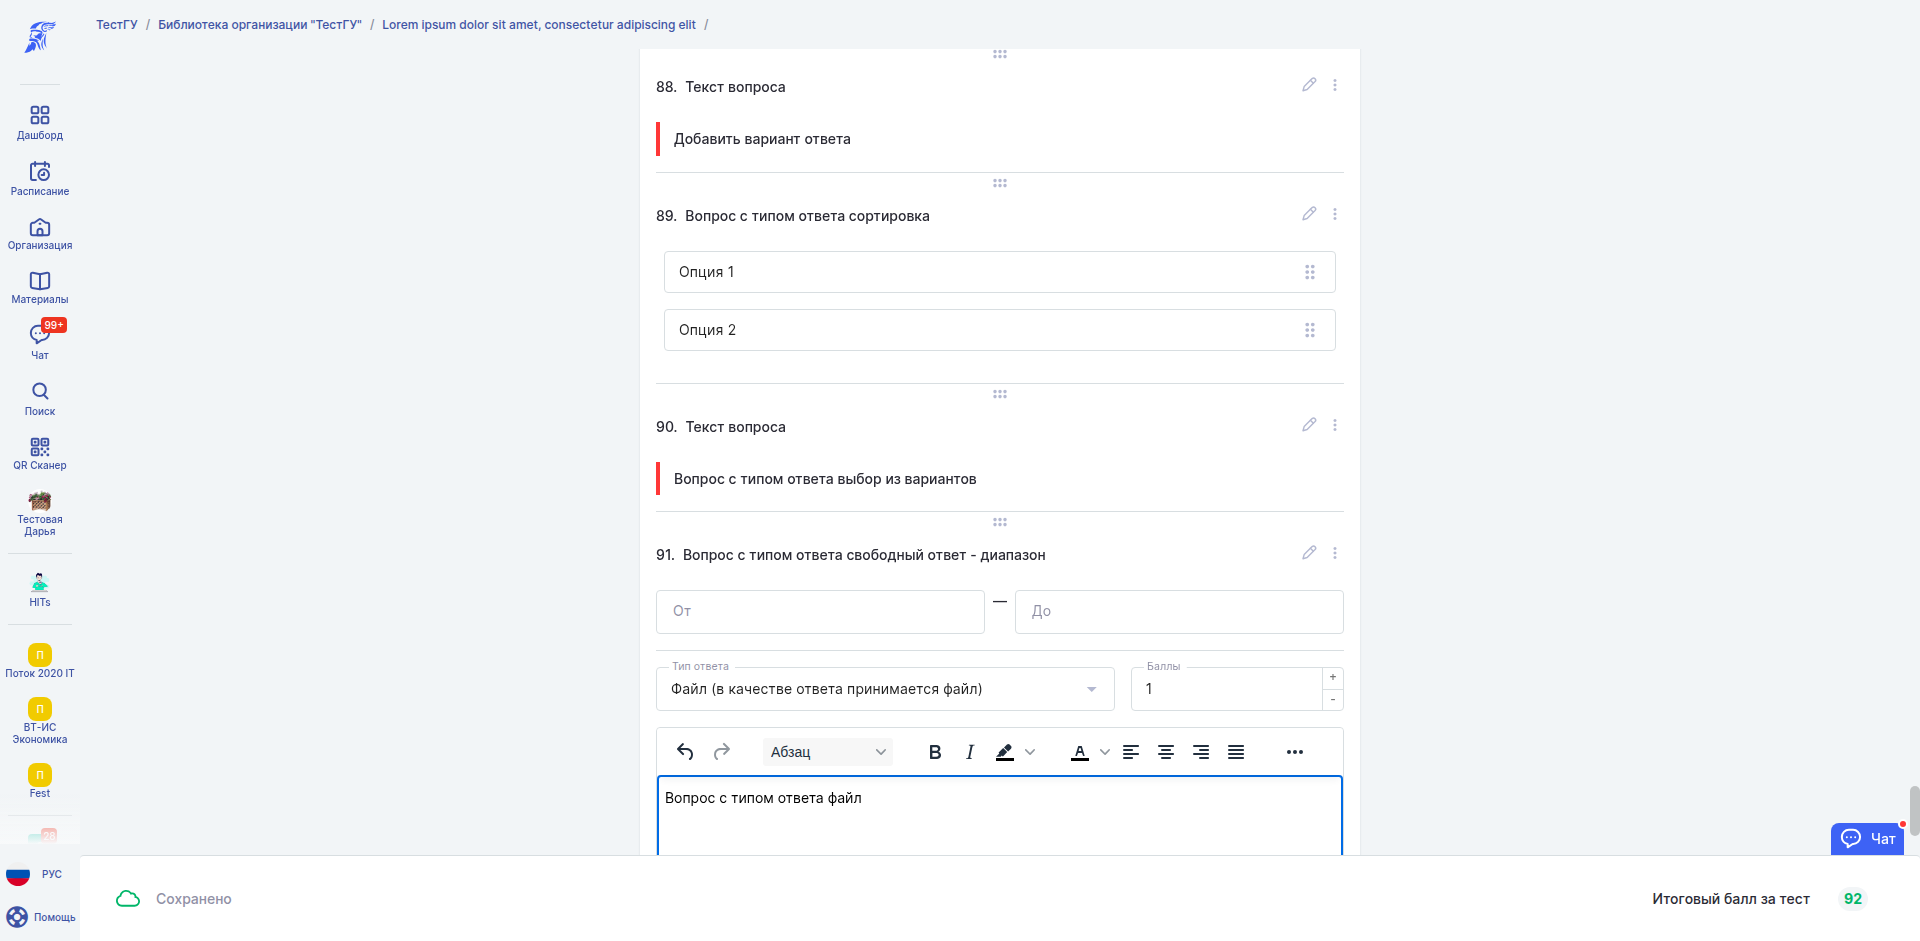 ТестГУ / Библиотека организации "ТестГУ" / Lorem ipsum dolor sit amet, consectetur adipiscing elit /
Дашборд
Расписание
Организация
Материалы
99+
Чат
Поиск
QR Сканер
Тестовая
Дарья
HITs
П
Поток 2020 IT
П
ВТ-ИС
Экономика
П
Fest
28
РУС
Помощь
88. Текст вопроса
Добавить вариант ответа
89. Вопрос с типом ответа сортировка
Опция 1
Опция 2
90. Текст вопроса
Вопрос с типом ответа выбор из вариантов
91. Вопрос с типом ответа свободный ответ - диапазон
От — До
Тип ответа
Файл (в качестве ответа принимается файл)
Баллы
1
+
-
Абзац B I A
Вопрос с типом ответа файл
Чат
Сохранено
Итоговый балл за тест 92